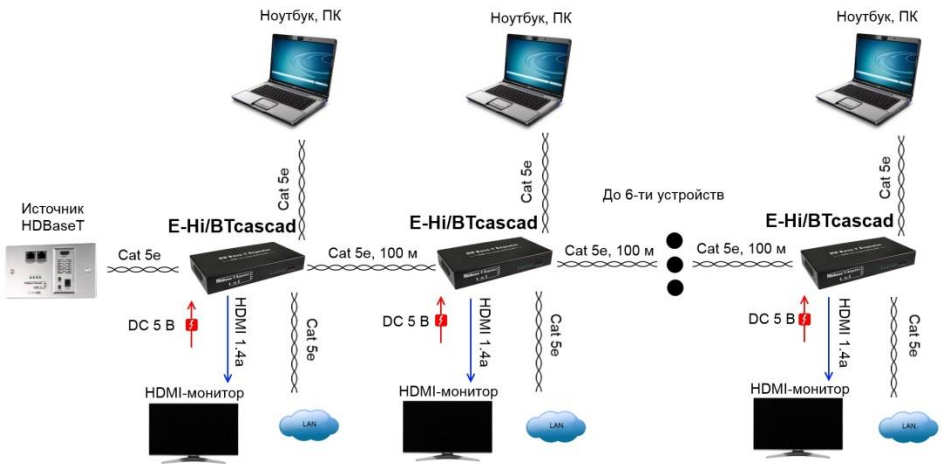 Ноутбук, ПК
Ноутбук, ПК
Ноутбук, ПК
Cat 5e
Cat 5e
Cat 5e
До 6-ти устройств
Источник
HDBaseT
E-Hi/BTcascad
E-Hi/BTcascad
E-Hi/BTcascad
Cat 5e
Cat 5e, 100 м
Cat 5e, 100 м
Cat 5e, 100 м
DC 5 В
HDMI 1.4a
Cat 5e
DC 5 В
HDMI 1.4a
Cat 5e
DC 5 В
HDMI 1.4a
Cat 5e
HDMI-монитор
HDMI-монитор
HDMI-монитор
LAN
LAN
LAN